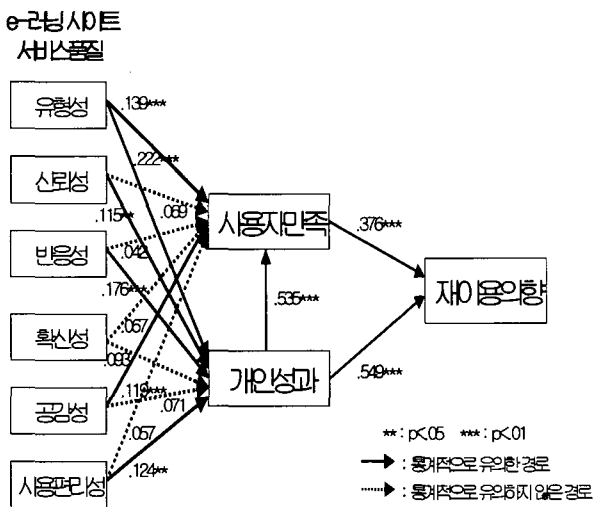 e-러닝 사이트
서비스품질
유형성
.139***
.222***
신뢰성
.069
사용자만족
.376***
.115**
반응성
.042
.176***
.535***
재이용의향
확신성
.067
.093
개인성과
.549***
.119***
공감성
.071
.057
사용편리성
.124**
**: p<.05 ***: p<.01
: 통계적으로 유의한 경로
: 통계적으로 유의하지 않은 경로